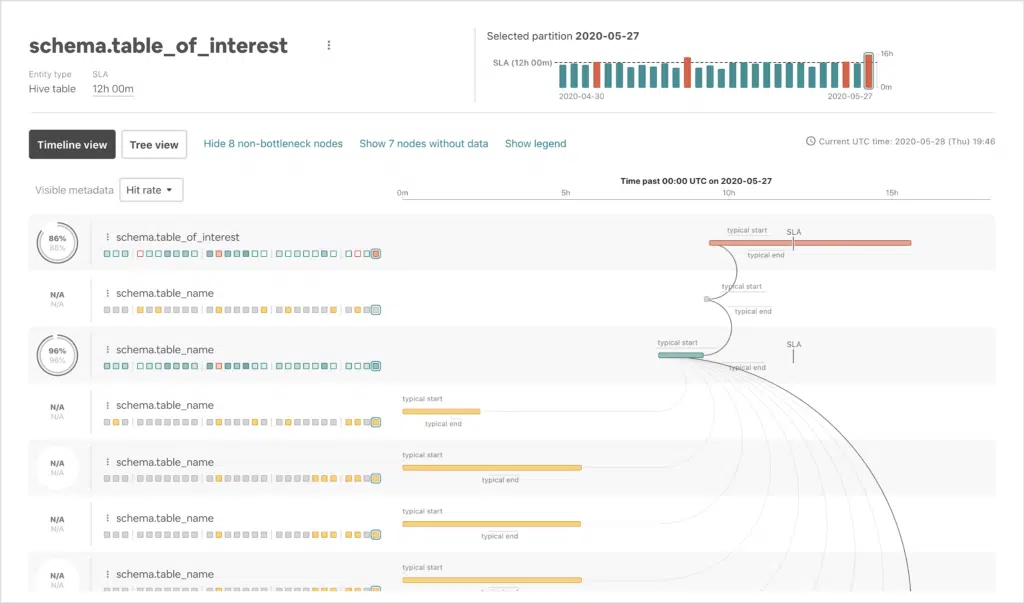 schema.table_of_interest
Entity type SLA
Hive table 12h 00m
Selected partition 2020-05-27
SLA (12h 00m)
16h
0m
2020-04-30 2020-05-27
Timeline view Tree view Hide 8 non-bottleneck nodes Show 7 nodes without data Show legend
Current UTC time: 2020-05-28 (Thu) 19:46
Visible metadata Hit rate
Time past 00:00 UTC on 2020-05-27
0m 5h 10h 15h
86%
88%
schema.table_of_interest
typical start SLA
typical end
N/A
N/A
schema.table_name
typical start
typical end
96%
96%
schema.table_name
typical start SLA
typical end
N/A
N/A
schema.table_name
typical start
typical end
N/A
N/A
schema.table_name
typical start
typical end
N/A
N/A
schema.table_name
typical start
typical end
N/A
N/A
schema.table_name
typical start